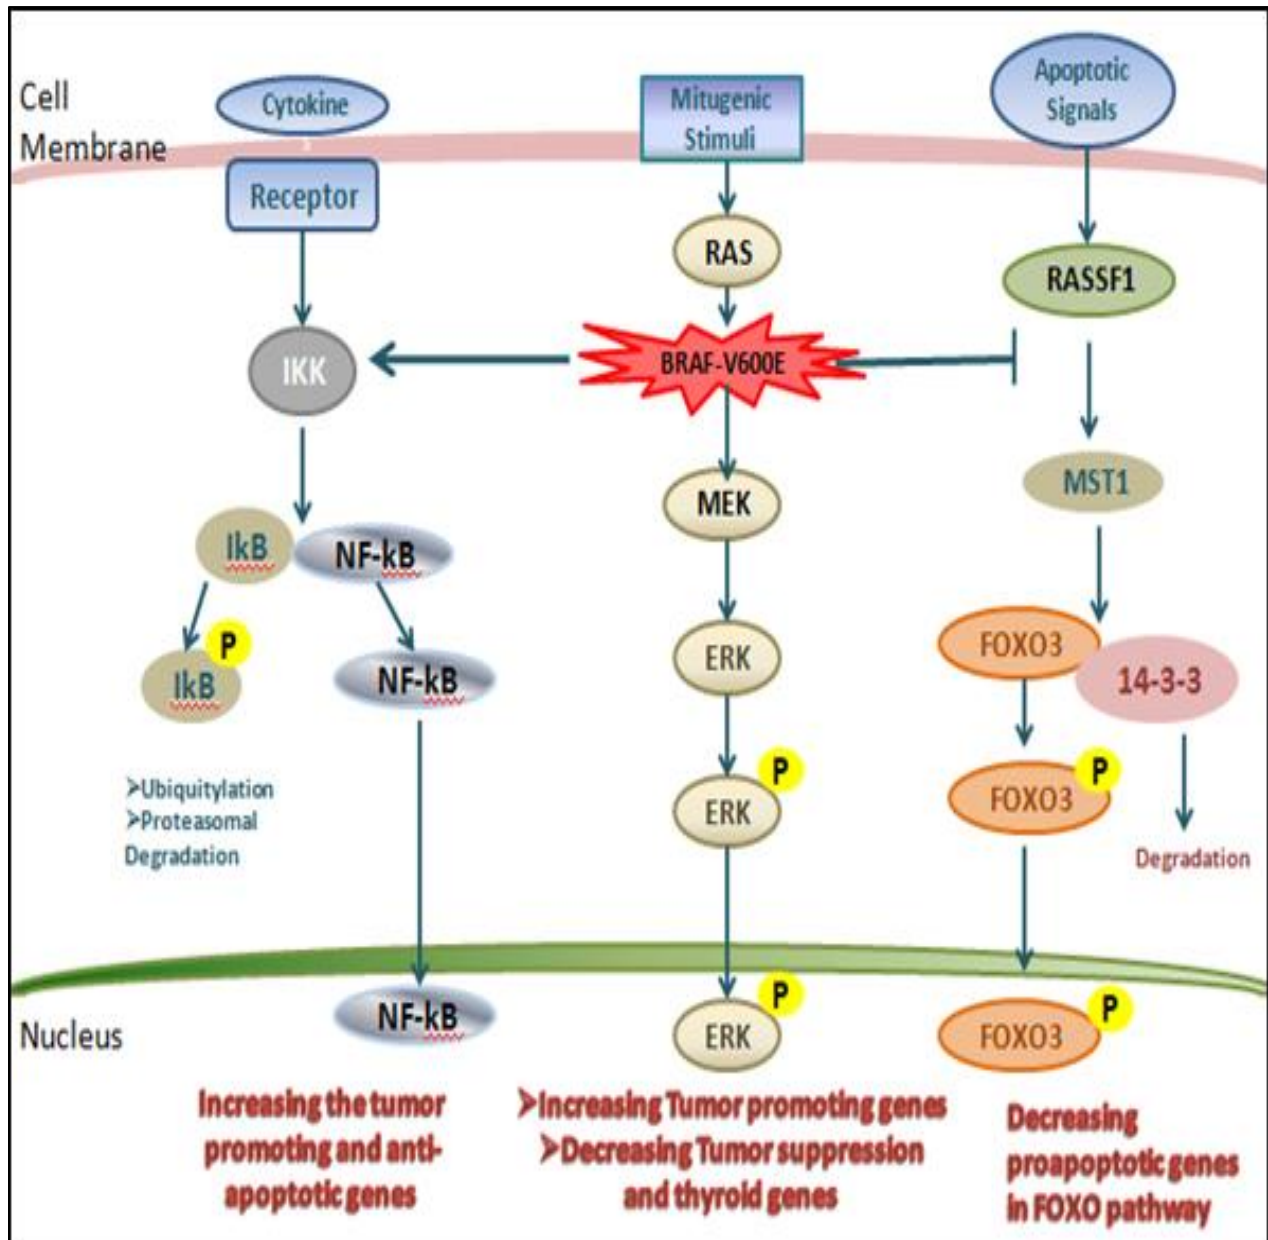 Cell
Membrane
Cytokine
Receptor
IKK
IkB
NF-kB
P
IkB
NF-kB
➢Ubiquitylation
➢Proteasomal
Degradation
NF-kB
Increasing the tumor
promoting and anti-
apoptotic genes
Mitugenic
Stimuli
RAS
BRAF-V600E
MEK
ERK
P
ERK
P
ERK
➢Increasing Tumor promoting genes
➢Decreasing Tumor suppression
and thyroid genes
Apoptotic
Signals
RASSF1
MST1
FOXO3
14-3-3
P
FOXO3
Degradation
P
FOXO3
Decreasing
proapoptotic genes
in FOXO pathway
Nucleus